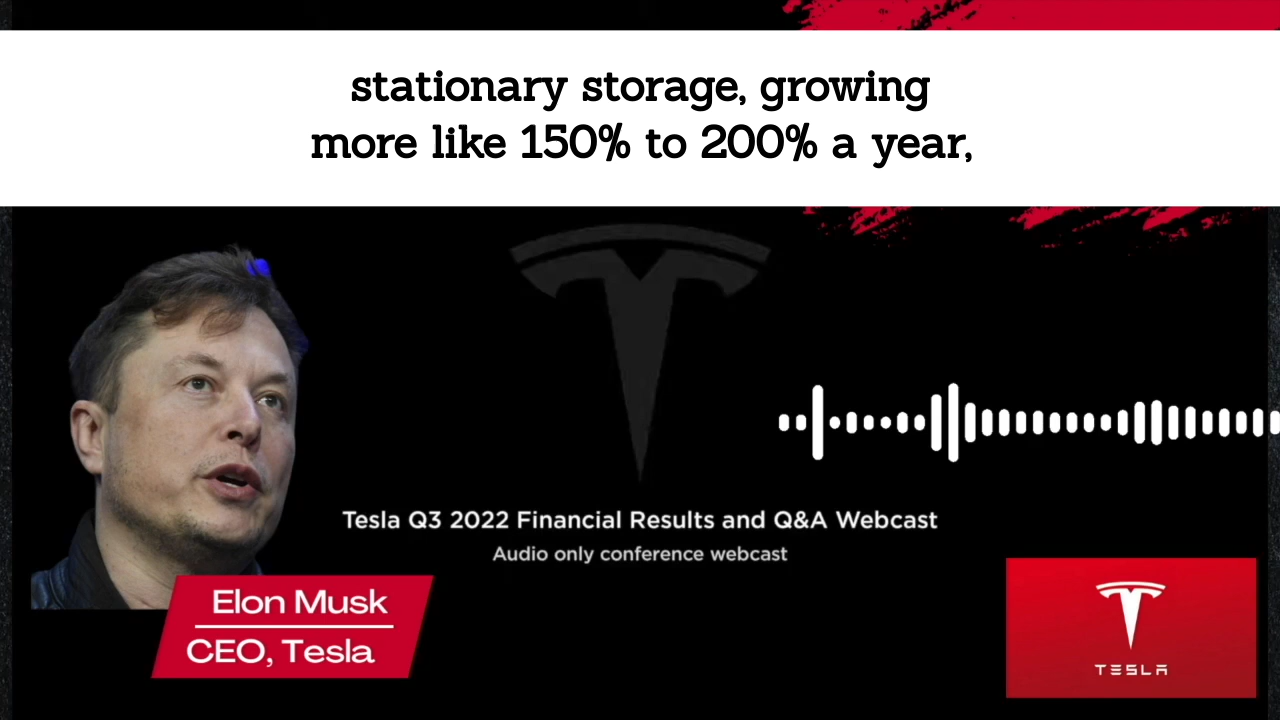 stationary storage, growing
more like 150% to 200% a year,
Tesla Q3 2022 Financial Results and Q&A Webcast
Audio only conference webcast
Elon Musk
CEO, Tesla
TESLA